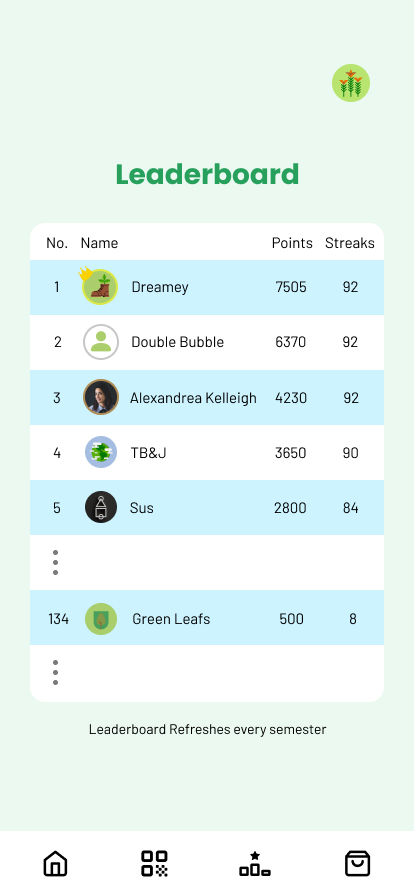 Leaderboard
No. Name Points Streaks
1 Dreamey 7505 92
2 Double Bubble 6370 92
3 Alexandrea Kelleigh 4230 92
4 TB&J 3650 90
5 Sus 2800 84
134 Green Leafs 500 8
Leaderboard Refreshes every semester